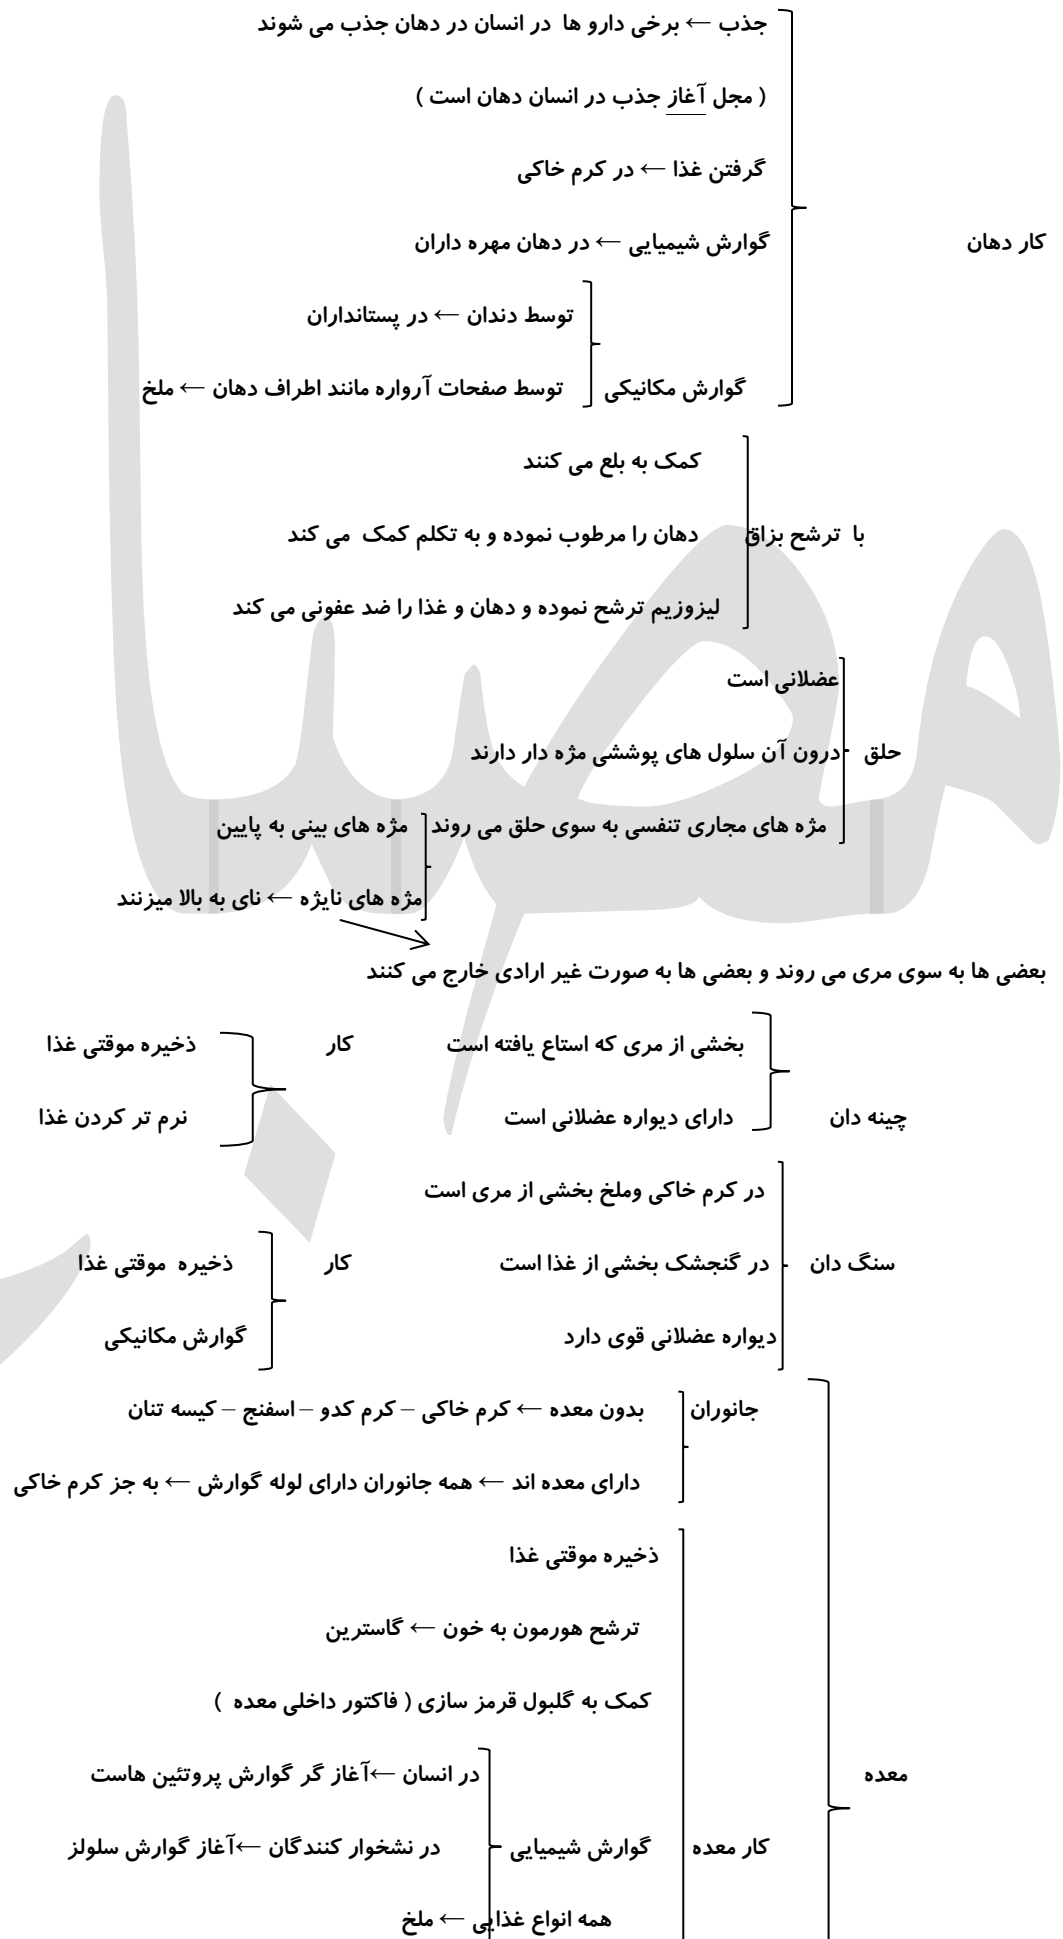 جذب ← برخی دارو ها در انسان در دهان جذب می شوند
( مجل آغاز جذب در انسان دهان است )
گرفتن غذا ← در کرم خاکی
کار دهان گوارش شیمیایی ← در دهان مهره داران
توسط دندان ← در پستانداران
گوارش مکانیکی توسط صفحات آرواره مانند اطراف دهان ← ملخ
کمک به بلع می کنند
با ترشح بزاق دهان را مرطوب نموده و به تکلم کمک می کند
لیزوزیم ترشح نموده و دهان و غذا را ضد عفونی می کند
عضلانی است
حلق درون آن سلول های پوششی مژه دار دارند
مژه های مجاری تنفسی به سوی حلق می روند مژه های بینی به پایین
مژه های نایژه ← نای به بالا میزنند
بعضی ها به سوی مری می روند و بعضی ها به صورت غیر ارادی خارج می کنند
بخشی از مری که استاع یافته است کار ذخیره موقتی غذا
چینه دان دارای دیواره عضلانی است نرم تر کردن غذا
در کرم خاکی وملخ بخشی از مری است
سنگ دان در گنجشک بخشی از غذا است کار ذخیره موقتی غذا
دیواره عضلانی قوی دارد گوارش مکانیکی
جانوران بدون معده ← کرم خاکی – کرم کدو – اسفنج – کیسه تنان
دارای معده اند ← همه جانوران دارای لوله گوارش ← به جز کرم خاکی
ذخیره موقتی غذا
ترشح هورمون به خون ← گاسترین
کمک به گلبول قرمز سازی ( فاکتور داخلی معده )
معده در انسان ←آغاز گر گوارش پروتئین هاست
کار معده گوارش شیمیایی در نشخوار کنندگان ←آغاز گوارش سلولز
همه انواع غذایی ← ملخ